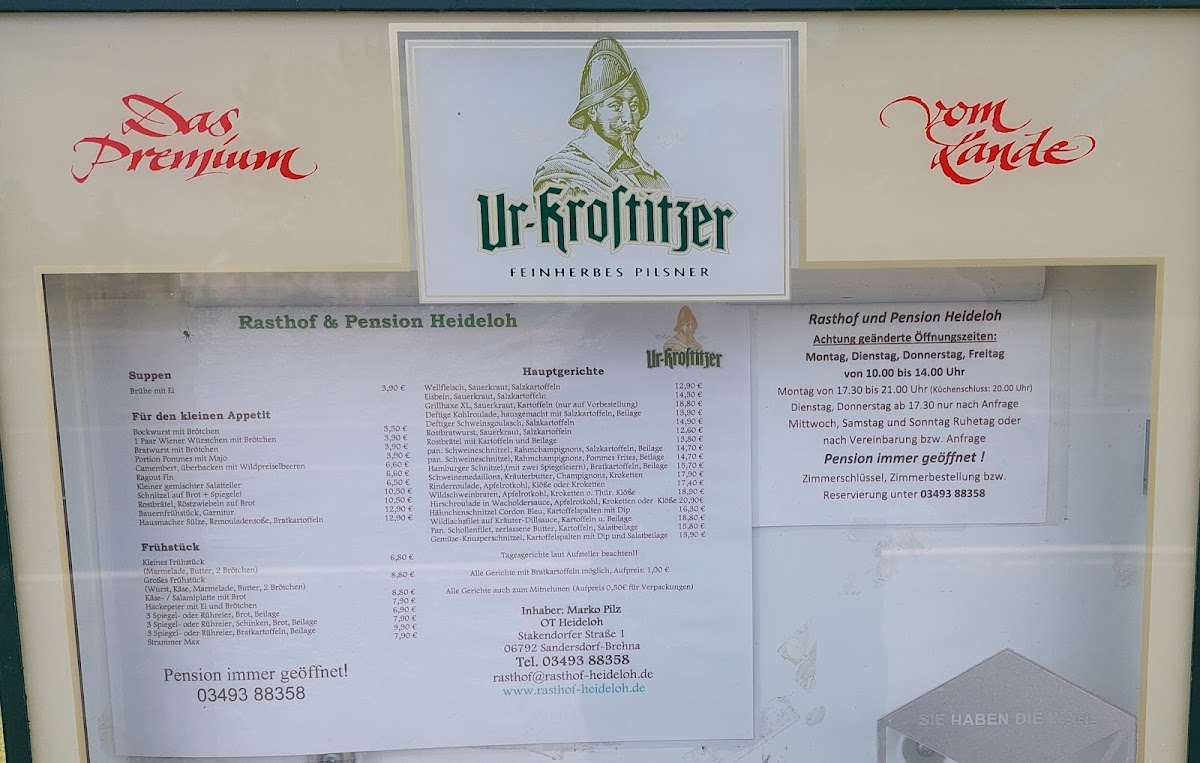 Das
Premium
vom
Lande
Ur-Kroſtitzer
FEINHERBES PILSNER
Rasthof & Pension Heideloh
Ur-Kroſtitzer
Suppen
Brühe mit Ei 3,90 €
Für den kleinen Appetit
Bockwurst mit Brötchen 3,50 €
1 Paar Wiener Würstchen mit Brötchen 3,90 €
Bratwurst mit Brötchen 3,90 €
Portion Pommes mit Majo 3,90 €
Camembert, überbacken mit Wildpreiselbeeren 6,60 €
Ragout Fin 6,60 €
Kleiner gemischter Salatteller 6,50 €
Schnitzel auf Brot + Spiegelei 10,50 €
Rostbrätel, Röstzwiebeln auf Brot 10,50 €
Bauernfrühstück, Garnitur 12,90 €
Hausmacher Sülze, Remouladensoße, Bratkartoffeln 12,90 €
Frühstück
Kleines Frühstück 6,80 €
(Marmelade, Butter, 2 Brötchen)
Großes Frühstück 8,80 €
(Wurst, Käse, Marmelade, Butter, 2 Brötchen)
Käse- / Salamiplatte mit Brot 8,80 €
Hackepeter mit Ei und Brötchen 7,90 €
3 Spiegel- oder Rühreier, Brot, Beilage 6,90 €
3 Spiegel- oder Rühreier, Schinken, Brot, Beilage 7,90 €
3 Spiegel- oder Rühreier, Bratkartoffeln, Beilage 9,90 €
Strammer Max 7,90 €
Pension immer geöffnet!
03493 88358
Hauptgerichte
Wellfleisch, Sauerkraut, Salzkartoffeln 12,90 €
Eisbein, Sauerkraut, Salzkartoffeln 14,50 €
Grillhaxe XL, Sauerkraut, Kartoffeln (nur auf Vorbestellung) 18,80 €
Deftige Kohlroulade, hausgemacht mit Salzkartoffeln, Beilage 13,90 €
Deftiger Schweinsgoulasch, Salzkartoffeln 14,90 €
Rostbratwurst, Sauerkraut, Salzkartoffeln 12,60 €
Rostbrätel mit Kartoffeln und Beilage 13,80 €
pan. Schweineschnitzel, Rahmchampignons, Salzkartoffeln, Beilage 14,70 €
pan. Schweineschnitzel, Rahmchampignons, Pommes Frites, Beilage 14,70 €
Hamburger Schnitzel,(mit zwei Spiegeleiern), Bratkartoffeln, Beilage 15,70 €
Schweinemedaillons, Kräuterbutter, Champignons, Kroketten 17,90 €
Rinderroulade, Apfelrotkohl, Klöße oder Kroketten 17,40 €
Wildschweinbraten, Apfelrotkohl, Kroketten o. Thür. Klöße 18,90 €
Hirschroulade in Wacholdersauce, Apfelrotkohl, Kroketten oder Klöße 20,90€
Hähnchenschnitzel Cordon Bleu, Kartoffelspalten mit Dip 16,30 €
Wildlachsfilet auf Kräuter-Dillsauce, Kartoffeln u. Beilage 18,80 €
Pan. Schollenfilet, zerlassene Butter, Kartoffeln, Salatbeilage 15,80 €
Gemüse-Knusperschnitzel, Kartoffelspalten mit Dip und Salatbeilage 13,90 €
Tagesgerichte laut Aufsteller beachten!!
Alle Gerichte mit Bratkartoffeln möglich, Aufpreis: 1,00 €
Alle Gerichte auch zum Mitnehmen (Aufpreis 0,50€ für Verpackungen)
Inhaber: Marko Pilz
OT Heideloh
Stakendorfer Straße 1
06792 Sandersdorf-Brehna
Tel. 03493 88358
rasthof@rasthof-heideloh.de
www.rasthof-heideloh.de
Rasthof und Pension Heideloh
Achtung geänderte Öffnungszeiten:
Montag, Dienstag, Donnerstag, Freitag
von 10.00 bis 14.00 Uhr
Montag von 17.30 bis 21.00 Uhr (Küchenschluss: 20.00 Uhr)
Dienstag, Donnerstag ab 17.30 nur nach Anfrage
Mittwoch, Samstag und Sonntag Ruhetag oder
nach Vereinbarung bzw. Anfrage
Pension immer geöffnet !
Zimmerschlüssel, Zimmerbestellung bzw.
Reservierung unter 03493 88358
SIE HABEN DIE WAHL